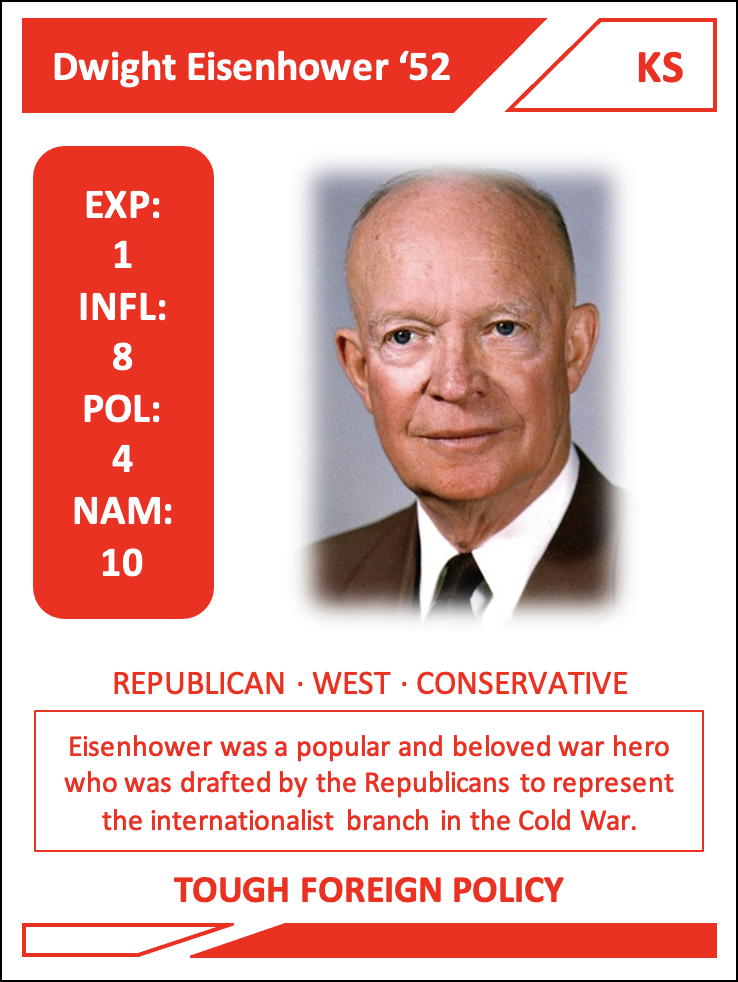 Dwight Eisenhower ‘52
KS
EXP:
1
INFL:
8
POL:
4
NAM:
10
REPUBLICAN · WEST · CONSERVATIVE
Eisenhower was a popular and beloved war hero
who was drafted by the Republicans to represent
the internationalist branch in the Cold War.
TOUGH FOREIGN POLICY